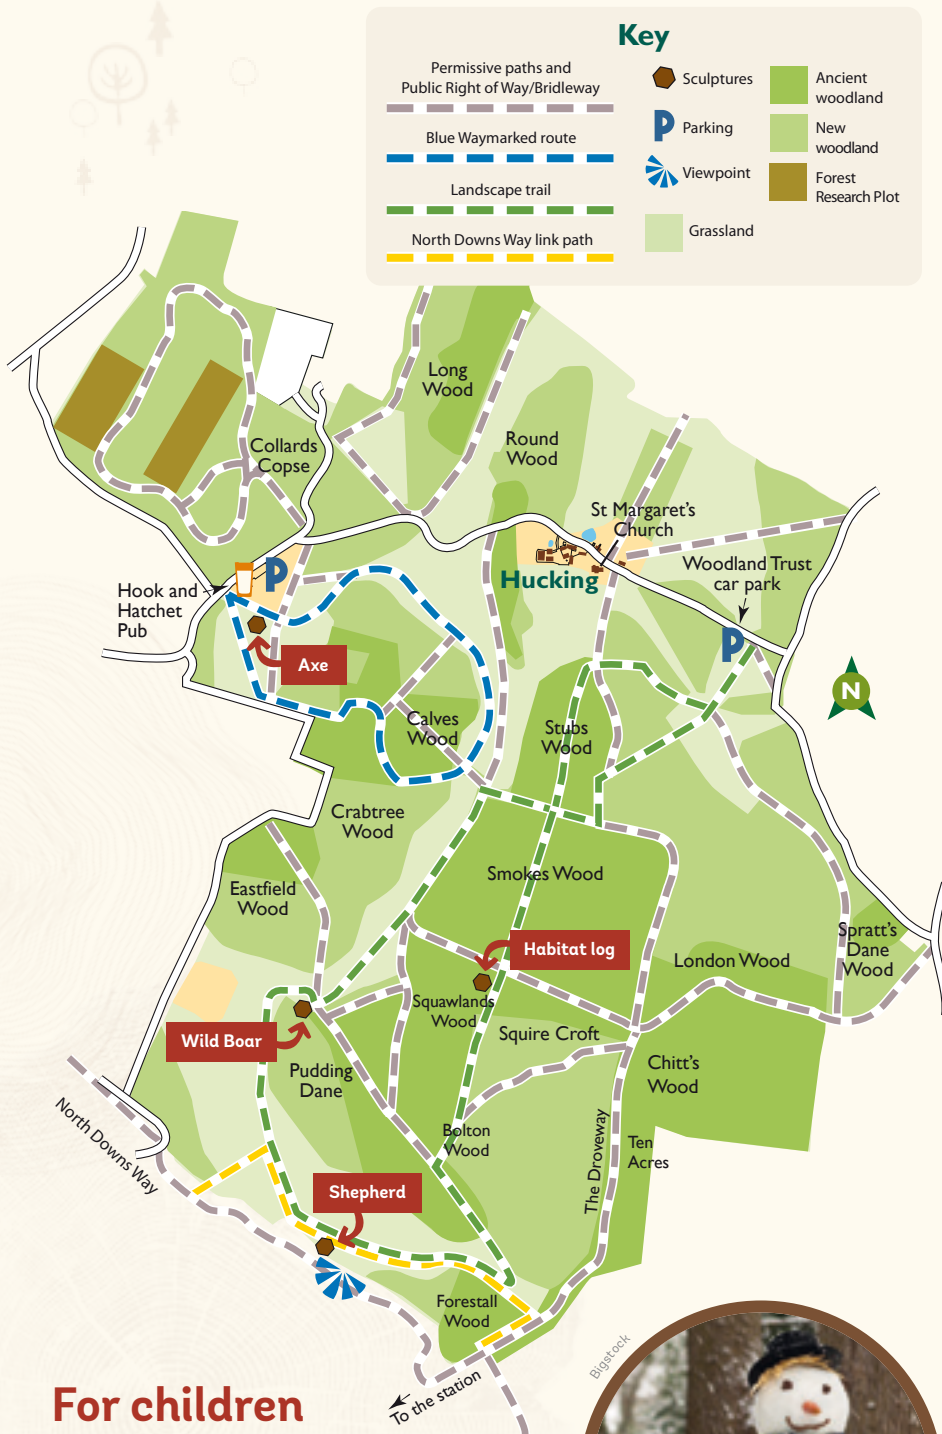 Key
Permissive paths and
Public Right of Way/Bridleway
Blue Waymarked route
Landscape trail
North Downs Way link path
Sculptures
Parking
Viewpoint
Grassland
Ancient
woodland
New
woodland
Forest
Research Plot
Long
Wood
Round
Wood
Collards
Copse
St Margaret's
Church
Hucking
Woodland Trust
car park
P
P
Hook and
Hatchet
Pub
Axe
N
Calves
Wood
Stubs
Wood
Crabtree
Wood
Smokes Wood
Eastfield
Wood
Habitat log
Spratt's
Dane
Wood
London Wood
Squawlands
Wood
Squire Croft
Wild Boar
Pudding
Dane
Chitt's
Wood
Bolton
Wood
The Droveway
Ten
Acres
North Downs Way
Shepherd
Forestall
Wood
To the station
Bigstock
For children